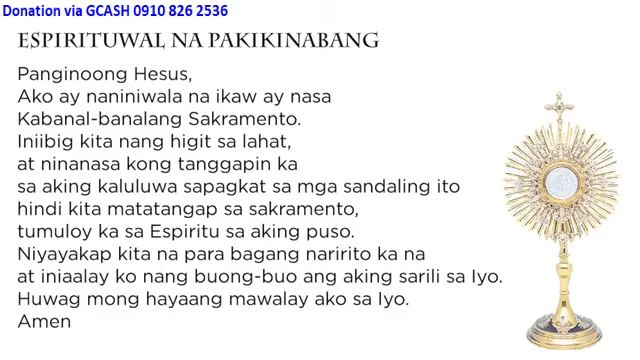 Donation via GCASH 0910 826 2536
ESPIRITUWAL NA PAKIKINABANG
Panginoong Hesus,
Ako ay naniniwala na ikaw ay nasa
Kabanal-banalang Sakramento.
Iniibig kita nang higit sa lahat,
at ninanasa kong tanggapin ka
sa aking kaluluwa sapagkat sa mga sandaling ito
hindi kita matatangap sa sakramento,
tumuloy ka sa Espiritu sa aking puso.
Niyayakap kita na para bagang naririto ka na
at iniaalay ko nang buong-buo ang aking sarili sa Iyo.
Huwag mong hayaang mawalay ako sa Iyo.
Amen